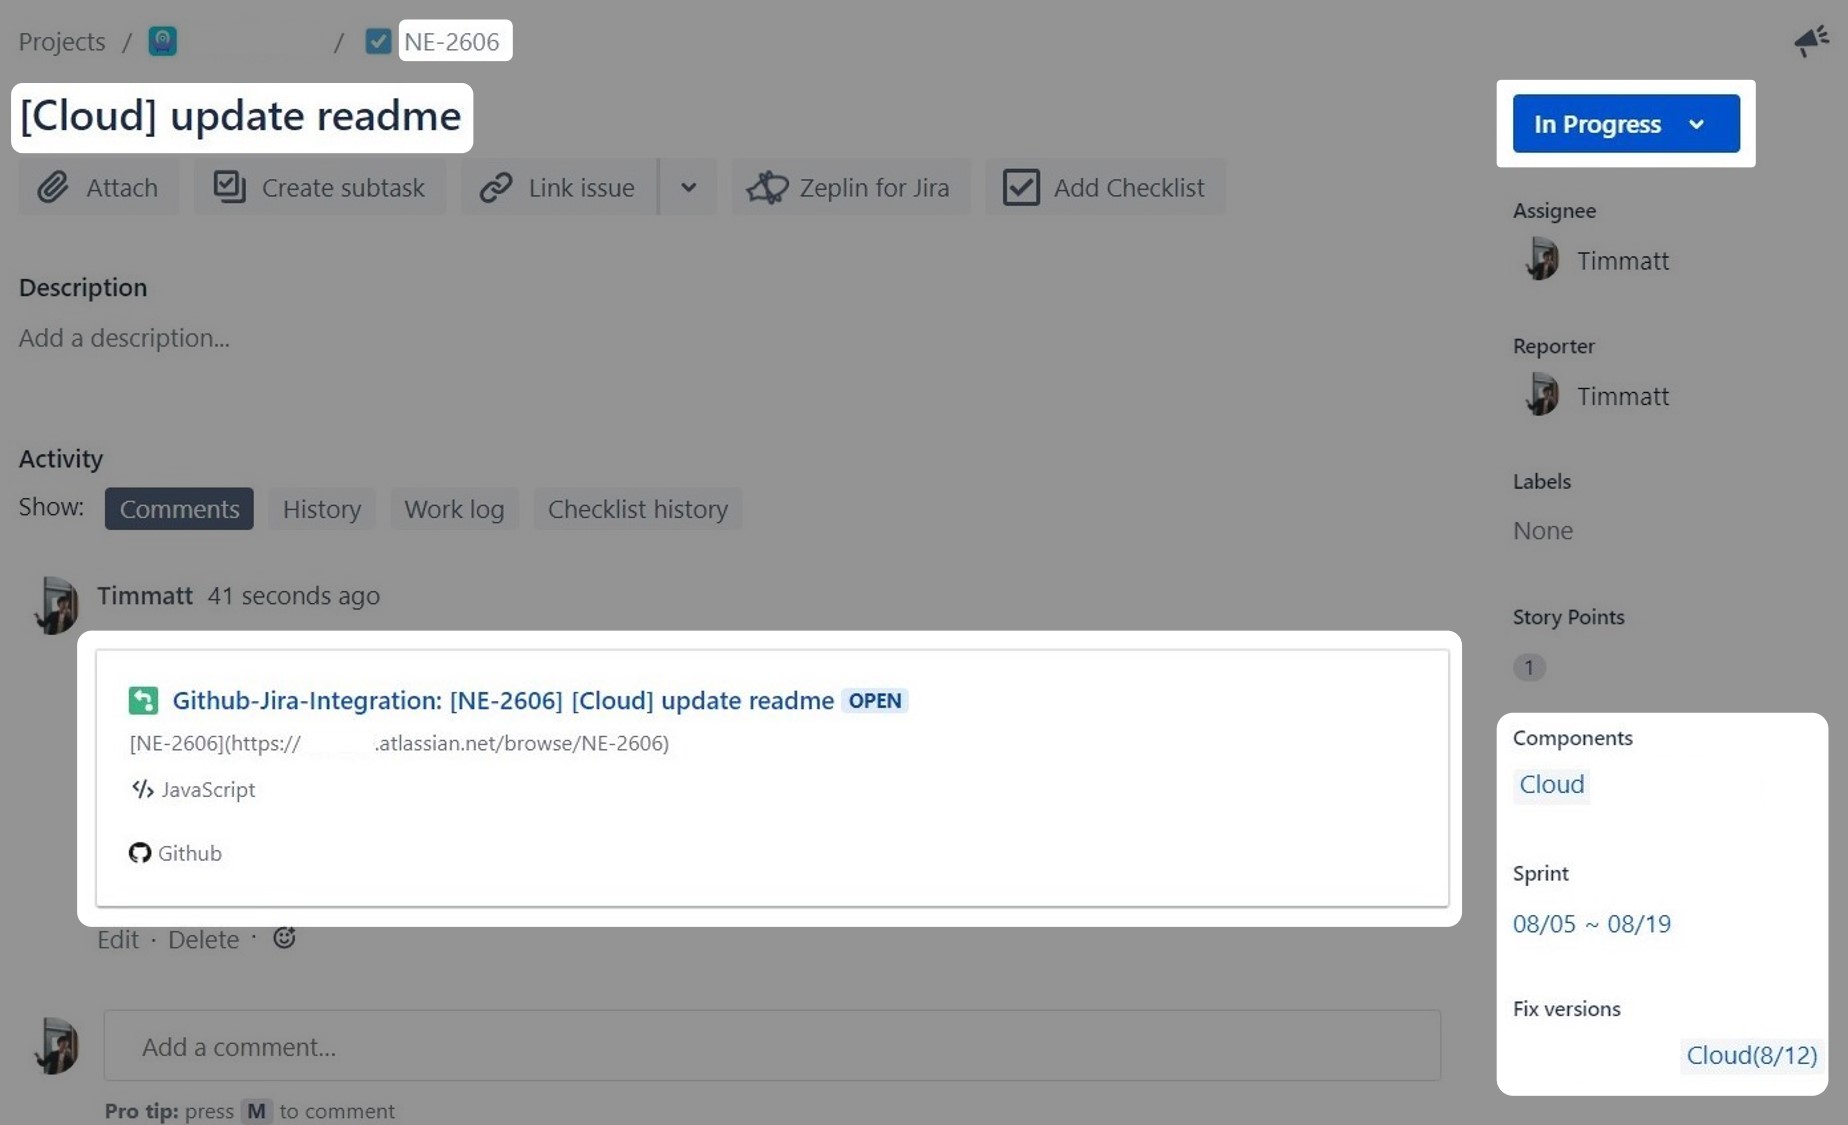 Projects / / NE-2606
[Cloud] update readme
In Progress
Attach Create subtask Link issue Zeplin for Jira Add Checklist
Assignee
Timmatt
Description
Add a description...
Reporter
Timmatt
Activity
Show: Comments History Work log Checklist history
Labels
None
Timmatt 41 seconds ago
Story Points
1
Github-Jira-Integration: [NE-2606] [Cloud] update readme OPEN
[NE-2606](https:// .atlassian.net/browse/NE-2606)
</> JavaScript
Github
Components
Cloud
Sprint
08/05 ~ 08/19
Edit · Delete ·
Fix versions
Cloud(8/12)
Add a comment...
Pro tip: press M to comment